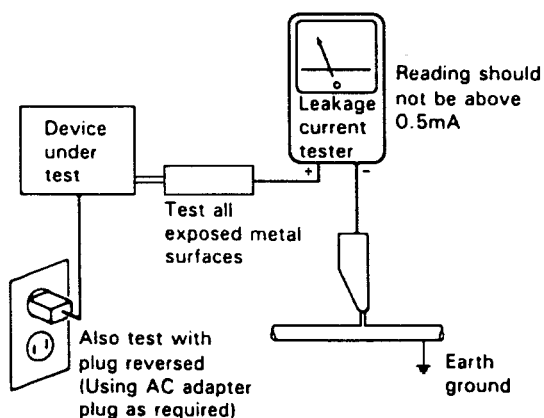 Device
under
test
Leakage
current
tester
+ -
Reading should
not be above
0.5mA
Test all
exposed metal
surfaces
Also test with
plug reversed
(Using AC adapter
plug as required)
Earth
ground